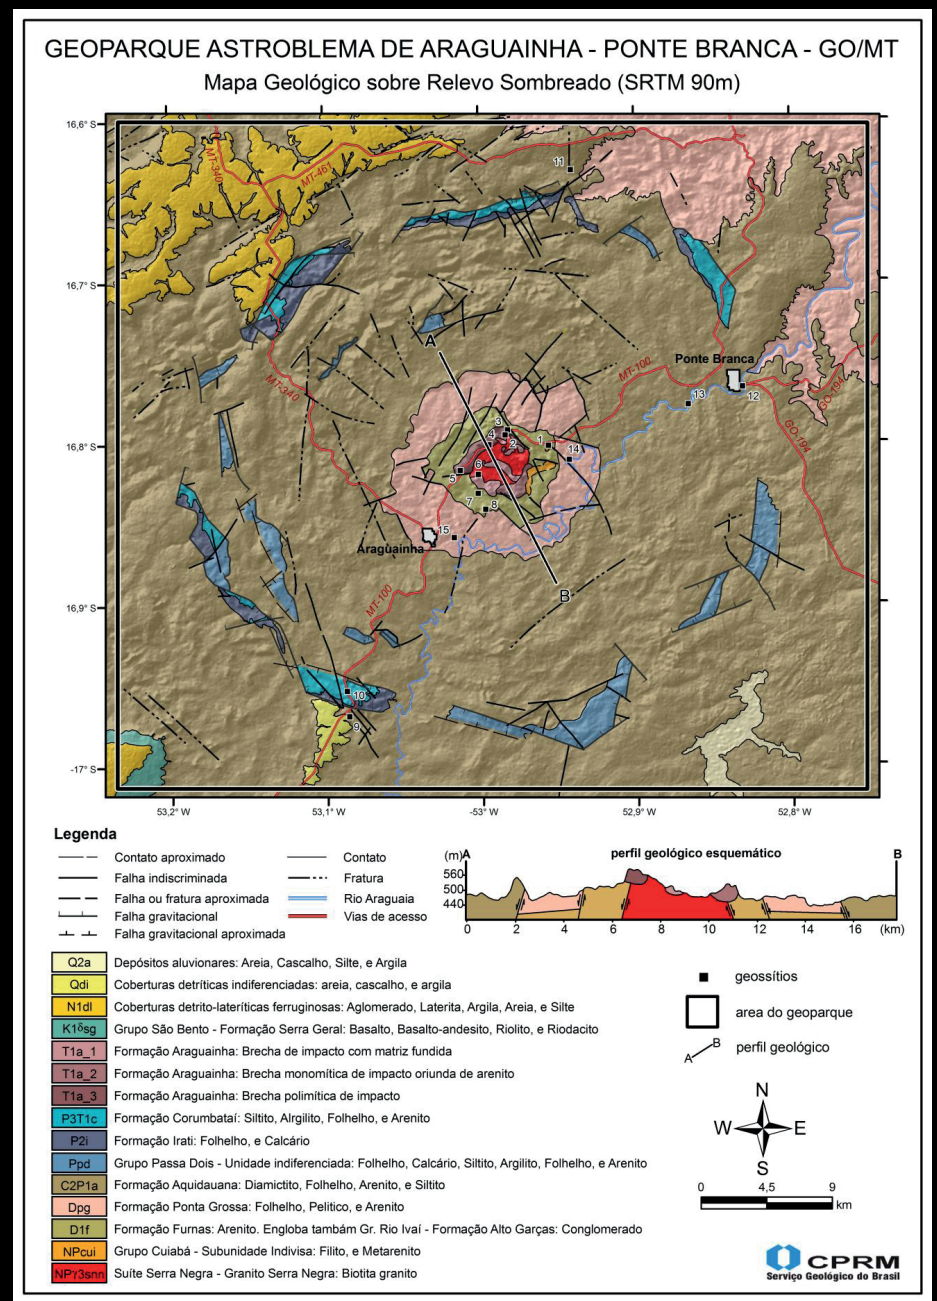 GEOPARQUE ASTROBLEMA DE ARAGUAINHA - PONTE BRANCA - GO/MT
Mapa Geológico sobre Relevo Sombreado (SRTM 90m)
16,6° S
16,7° S
16,8° S
16,9° S
-17° S
MT-340
MT-461
11
A
MT-340
MT-100
Ponte Branca
13
12
GO-194
GO-194
3
4
2
1
14
5
6
7
8
15
Araguainha
MT-100
B
10
9
53,2° W
53,1° W
-53° W
52,9° W
52,8° W
Legenda
Contato aproximado
Falha indiscriminada
Falha ou fratura aproximada
Falha gravitacional
Falha gravitacional aproximada
Contato
Fratura
Rio Araguaia
Vias de acesso
perfil geológico esquemático
(m)
A
B
560
500
440
0 2 4 6 8 10 12 14 16 (km)
Q2a Depósitos aluvionares: Areia, Cascalho, Silte, e Argila
Qdi Coberturas detríticas indiferenciadas: areia, cascalho, e argila
N1dl Coberturas detrito-lateríticas ferruginosas: Aglomerado, Laterita, Argila, Areia, e Silte
K1δsg Grupo São Bento - Formação Serra Geral: Basalto, Basalto-andesito, Riolito, e Riodacito
T1a_1 Formação Araguainha: Brecha de impacto com matriz fundida
T1a_2 Formação Araguainha: Brecha monomítica de impacto oriunda de arenito
T1a_3 Formação Araguainha: Brecha polimítica de impacto
P3T1c Formação Corumbataí: Siltito, Alrgilito, Folhelho, e Arenito
P2i Formação Irati: Folhelho, e Calcário
Ppd Grupo Passa Dois - Unidade indiferenciada: Folhelho, Calcário, Siltito, Argilito, Folhelho, e Arenito
C2P1a Formação Aquidauana: Diamictito, Folhelho, Arenito, e Siltito
Dpg Formação Ponta Grossa: Folhelho, Pelitico, e Arenito
D1f Formação Furnas: Arenito. Engloba tambám Gr. Rio Ivaí - Formação Alto Garças: Conglomerado
NPcui Grupo Cuiabá - Subunidade Indivisa: Filito, e Metarenito
NPγ3snn Suíte Serra Negra - Granito Serra Negra: Biotita granito
geossítios
area do geoparque
A B perfil geológico
N
W E
S
0 4,5 9
km
CPRM
Serviço Geológico do Brasil